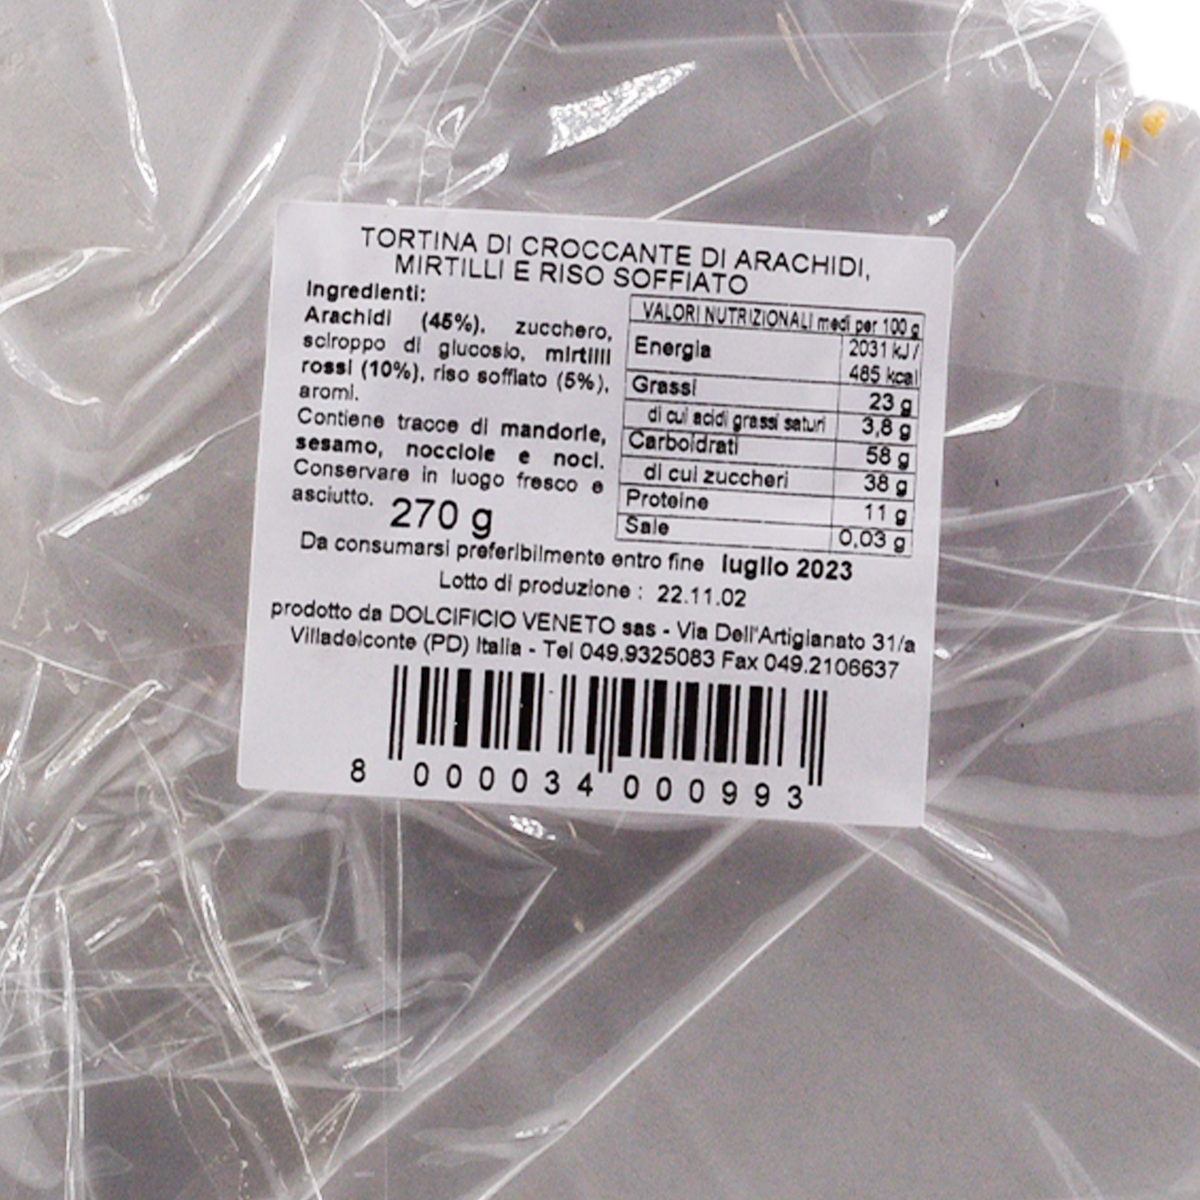 TORTINA DI CROCCANTE DI ARACHIDI,
MIRTILLI E RISO SOFFIATO
Ingredienti:
Arachidi (45%), zucchero,
sciroppo di glucosio, mirtilli
rossi (10%), riso soffiato (5%),
aromi.
Contiene tracce di mandorle,
sesamo, nocciole e noci.
Conservare in luogo fresco e
asciutto. 270 g
VALORI NUTRIZIONALI medi per 100 g
Energia 2031 kJ/
485 kcal
Grassi 23 g
di cui acidi grassi saturi 3,8 g
Carboidrati 58 g
di cui zuccheri 38 g
Proteine 11 g
Sale 0,03 g
Da consumarsi preferibilmente entro fine luglio 2023
Lotto di produzione : 22.11.02
prodotto da DOLCIFICIO VENETO sas - Via Dell'Artigianato 31/a
Villadelconte (PD) Italia - Tel 049.9325083 Fax 049.2106637
8 000034 000993